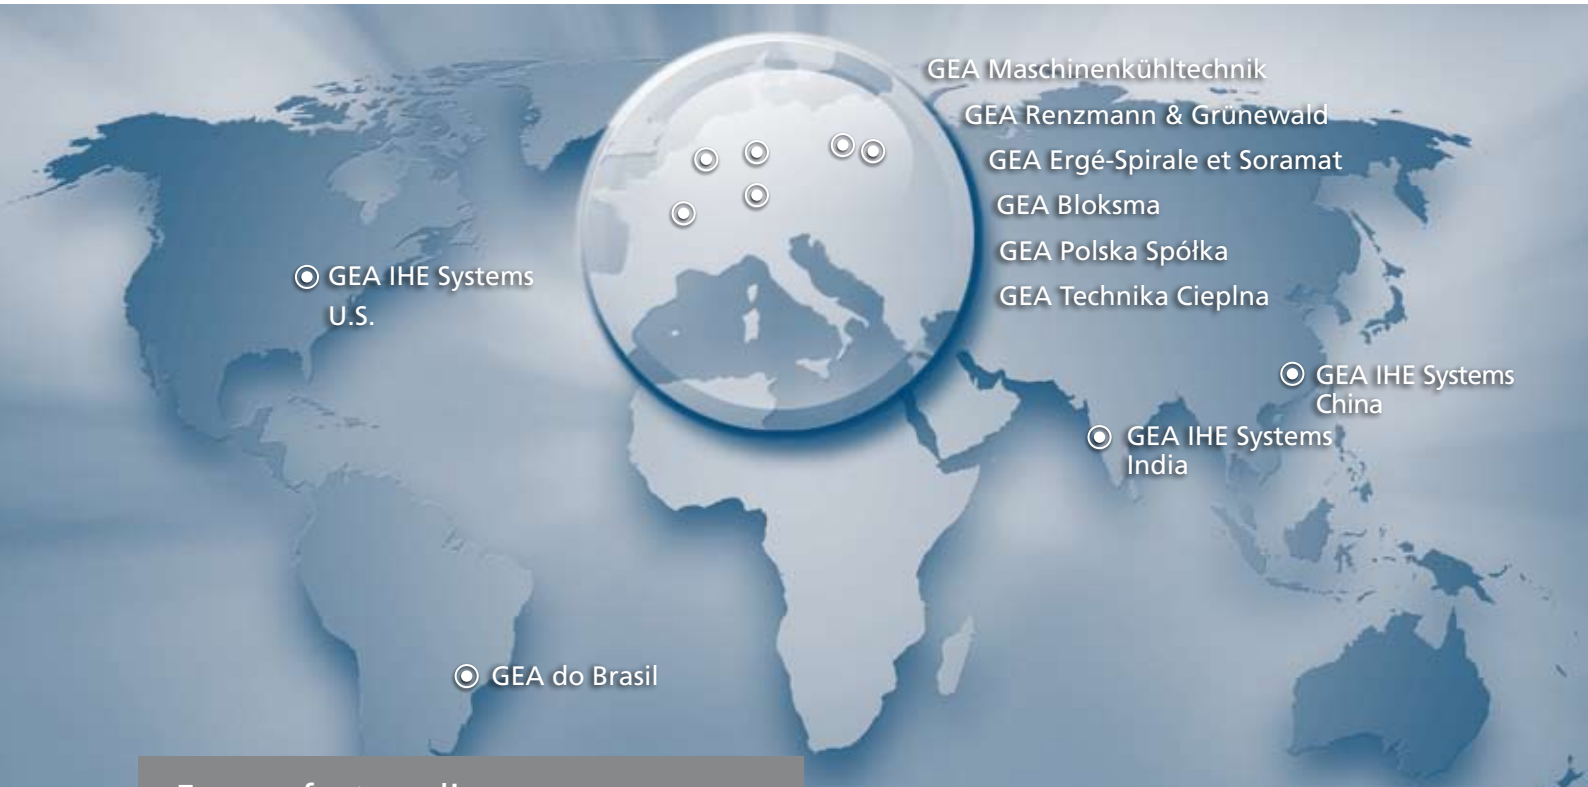 GEA Maschinenkühltechnik
GEA Renzmann & Grünewald
GEA Ergé-Spirale et Soramat
GEA Bloksma
GEA Polska Spółka
GEA Technika Cieplna
GEA IHE Systems
U.S.
GEA IHE Systems
China
GEA IHE Systems
India
GEA do Brasil